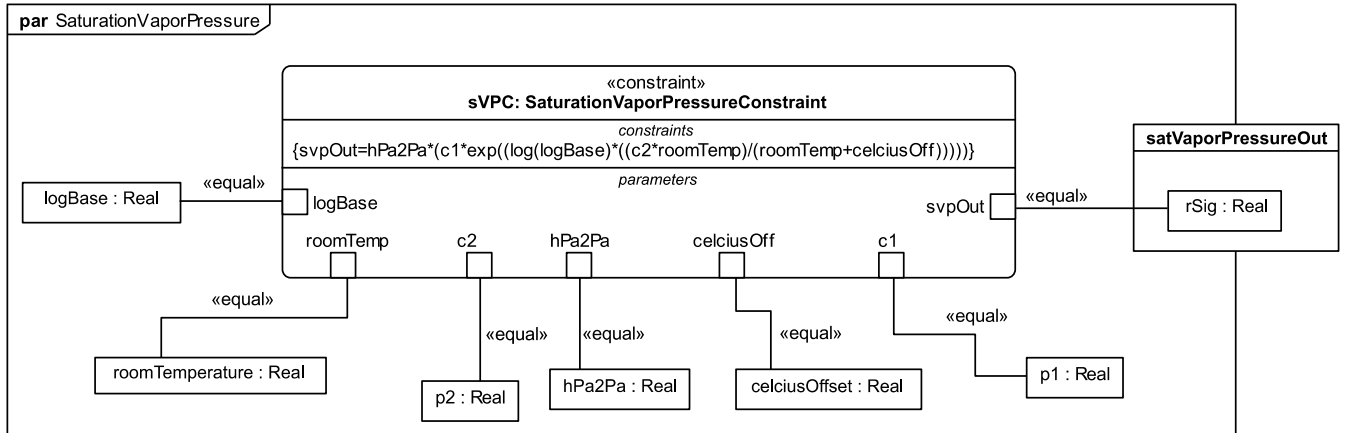 par SaturationVaporPressure
«constraint»
sVPC: SaturationVaporPressureConstraint
constraints
{svpOut=hPa2Pa*(c1*exp((log(logBase)*((c2*roomTemp)/(roomTemp+celciusOff)))))}
parameters
satVaporPressureOut
logBase : Real
«equal»
logBase
svpOut
«equal»
rSig : Real
roomTemp
c2
hPa2Pa
celciusOff
c1
«equal»
«equal»
«equal»
«equal»
«equal»
roomTemperature : Real
p2 : Real
hPa2Pa : Real
celciusOffset : Real
p1 : Real